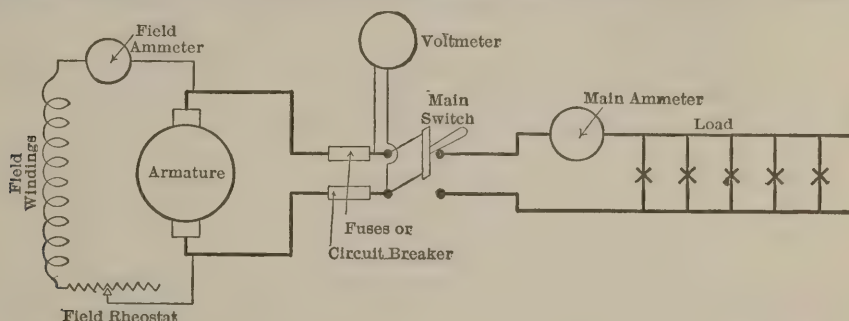 Field
Ammeter
Voltmeter
Main
Switch
Main Ammeter
Load
Field
Windings
Armature
Fuses or
Circuit Breaker
Field Rheostat